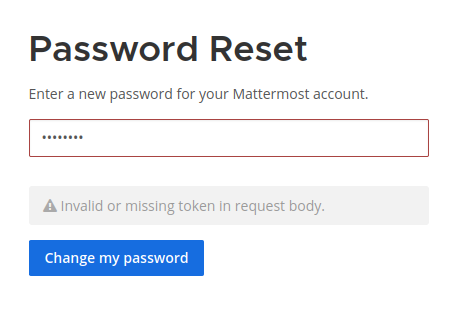 Password Reset
Enter a new password for your Mattermost account.
••••••••
Invalid or missing token in request body.
Change my password